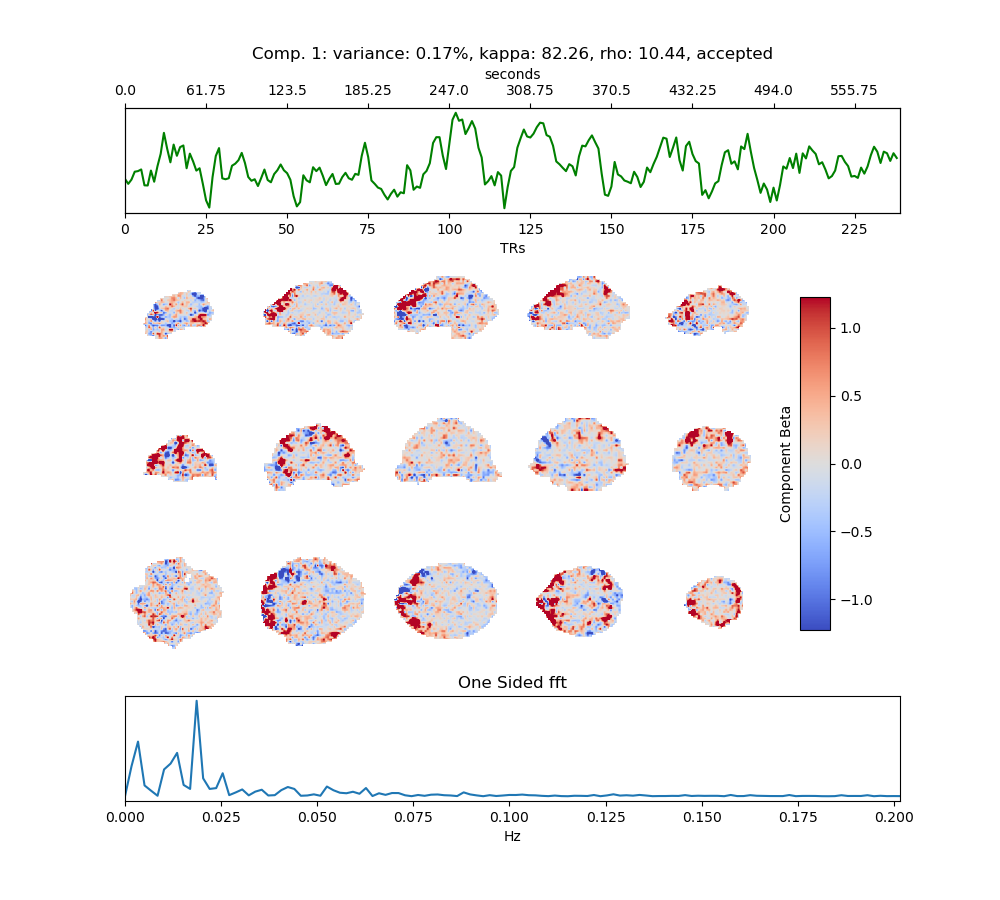 Comp. 1: variance: 0.17%, kappa: 82.26, rho: 10.44, accepted
seconds
0.0 61.75 123.5 185.25 247.0 308.75 370.5 432.25 494.0 555.75
0 25 50 75 100 125 150 175 200 225
TRs
1.0
0.5
0.0
−0.5
−1.0
Component Beta
One Sided fft
0.000 0.025 0.050 0.075 0.100 0.125 0.150 0.175 0.200
Hz